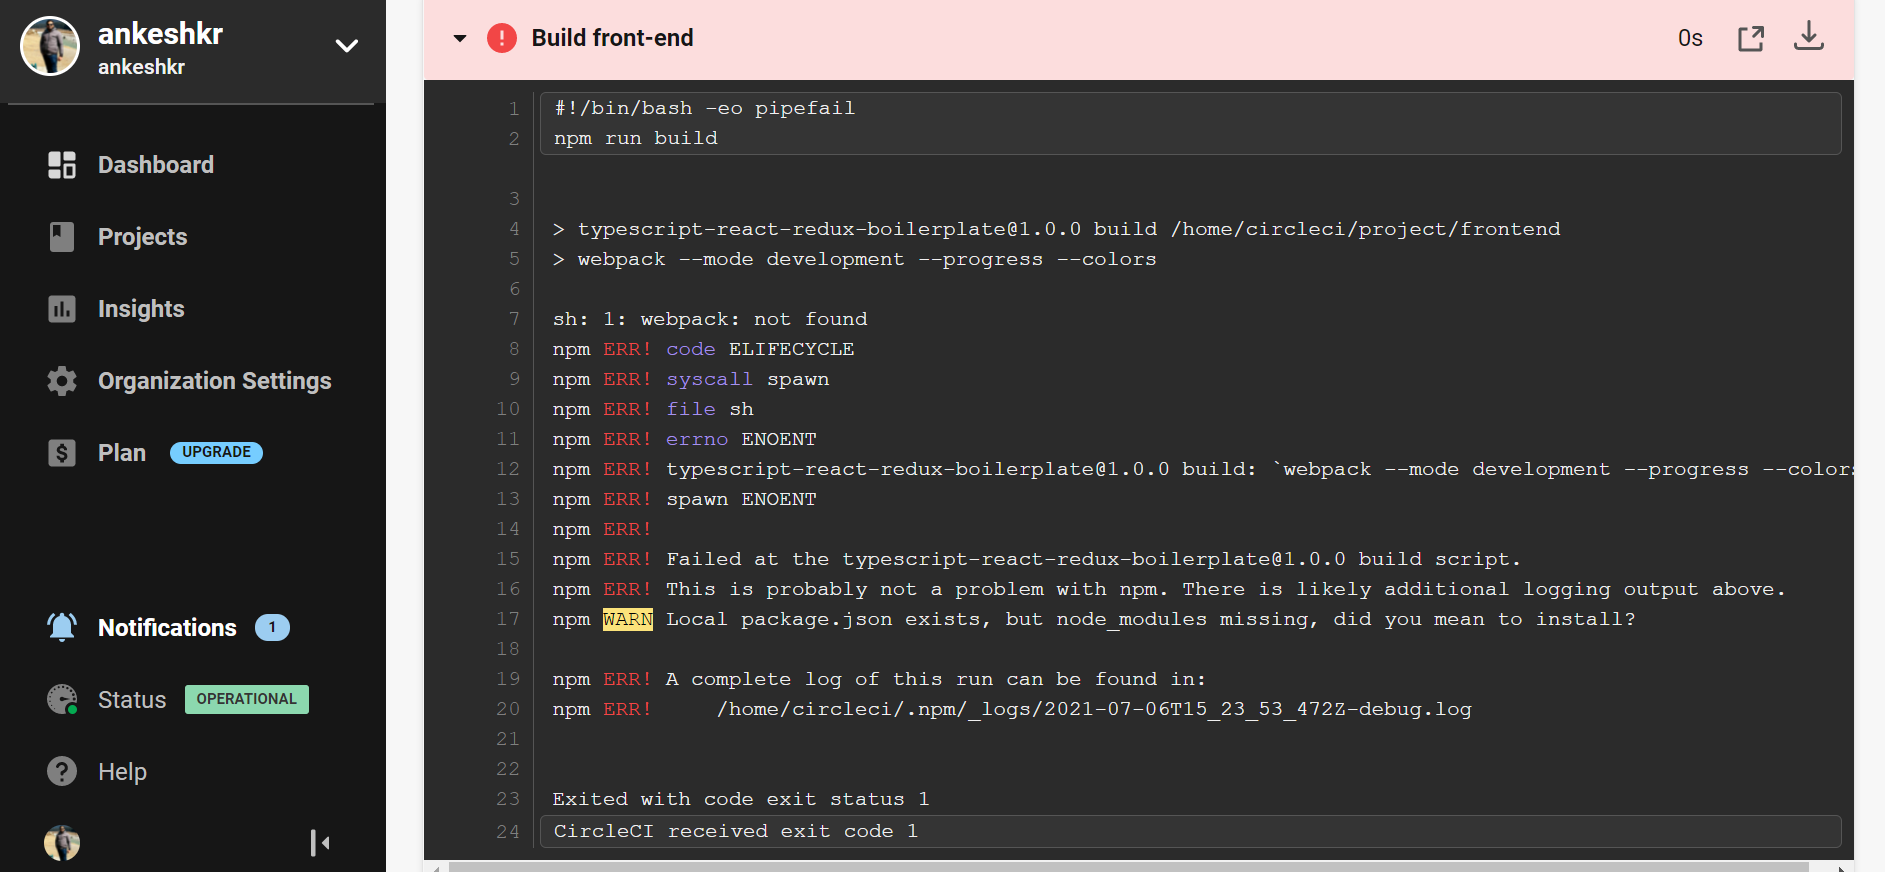 ankeshkr
ankeshkr
Dashboard
Projects
Insights
Organization Settings
Plan UPGRADE
Notifications 1
Status OPERATIONAL
Help
Build front-end 0s
1 #!/bin/bash -eo pipefail
2 npm run build
3
4 > typescript-react-redux-boilerplate@1.0.0 build /home/circleci/project/frontend
5 > webpack --mode development --progress --colors
6
7 sh: 1: webpack: not found
8 npm ERR! code ELIFECYCLE
9 npm ERR! syscall spawn
10 npm ERR! file sh
11 npm ERR! errno ENOENT
12 npm ERR! typescript-react-redux-boilerplate@1.0.0 build: `webpack --mode development --progress --colors
13 npm ERR! spawn ENOENT
14 npm ERR!
15 npm ERR! Failed at the typescript-react-redux-boilerplate@1.0.0 build script.
16 npm ERR! This is probably not a problem with npm. There is likely additional logging output above.
17 npm WARN Local package.json exists, but node_modules missing, did you mean to install?
18
19 npm ERR! A complete log of this run can be found in:
20 npm ERR! /home/circleci/.npm/_logs/2021-07-06T15_23_53_472Z-debug.log
21
22
23 Exited with code exit status 1
24 CircleCI received exit code 1